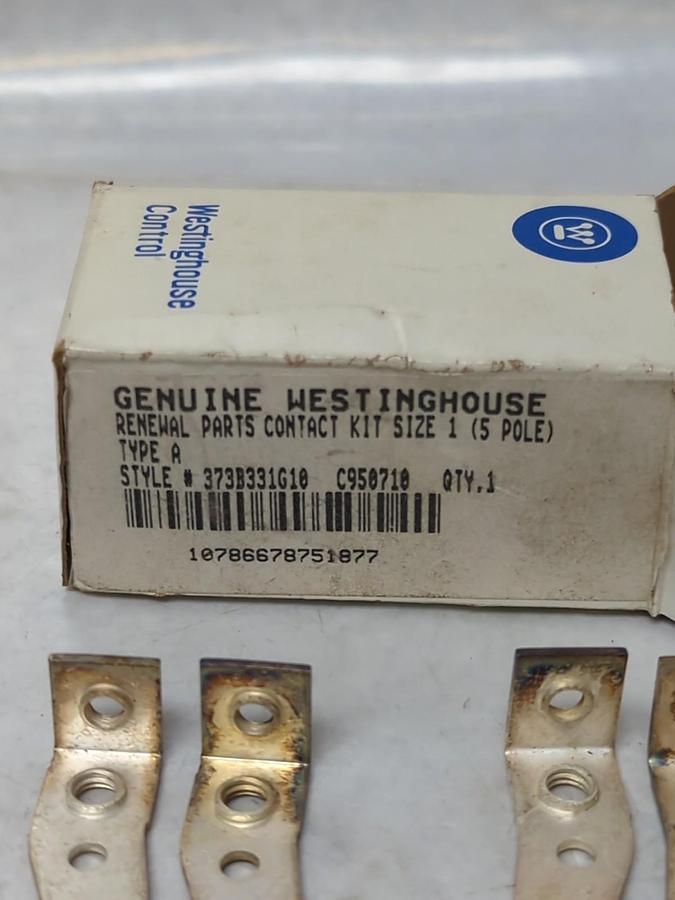 Westinghouse
Control
W
GENUINE WESTINGHOUSE
RENEWAL PARTS CONTACT KIT SIZE 1 (5 POLE)
TYPE A
STYLE # 373B331G10 C950710 QTY.1
10786678751877